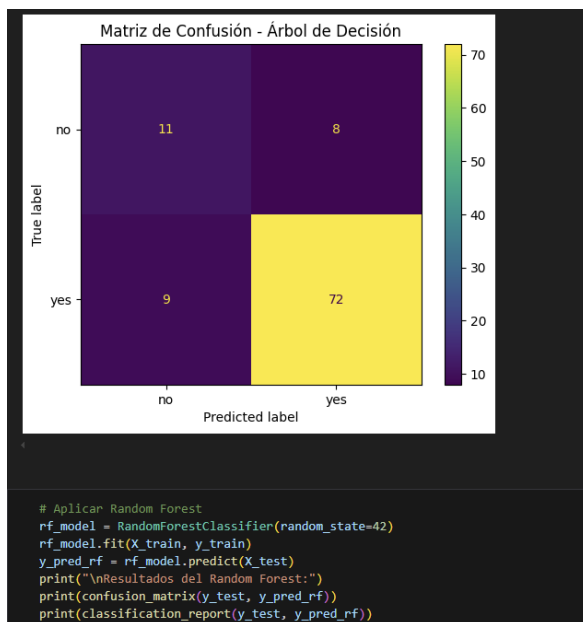 Matriz de Confusión - Árbol de Decisión
True label
no
11
8
yes
9
72
no
yes
Predicted label
70
60
50
40
30
20
10
# Aplicar Random Forest
rf_model = RandomForestClassifier(random_state=42)
rf_model.fit(X_train, y_train)
y_pred_rf = rf_model.predict(X_test)
print("\nResultados del Random Forest:")
print(confusion_matrix(y_test, y_pred_rf))
print(classification_report(y_test, y_pred_rf))